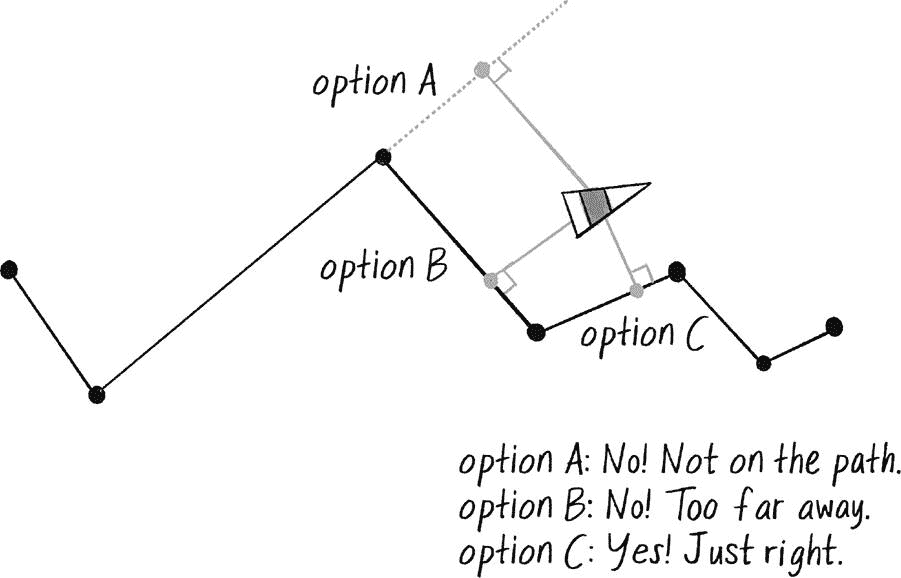 option A
option B
option C
option A: No! Not on the path.
option B: No! Too far away.
option C: Yes! Just right.